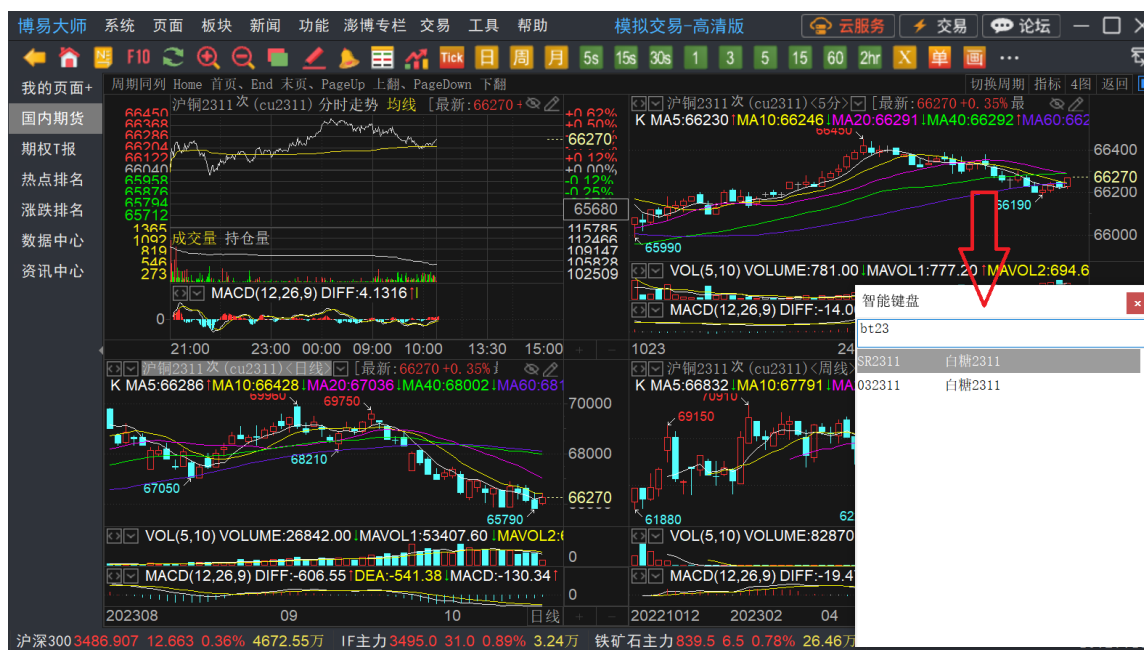 博易大师 系统 页面 板块 新闻 功能 澎博专栏 交易 工具 帮助 模拟交易-高清版 云服务 交易 论坛
F10 Tick 日 周 月 5s 15s 30s 1 3 5 15 60 2hr X 单 画
我的页面+
国内期货
期权T报
热点排名
涨跌排名
数据中心
资讯中心
周期同列 Home 首页、End 末页、PageUp 上翻、PageDown 下翻 切换周期 指标 4图 返回
沪铜2311次(cu2311) 分时走势 均线 [最新:66270
66450 +0.62%
66368 +0.50%
66286 66270
66204
66122 +0.12%
66040 +0.00%
65958 -0.12%
65876 -0.25%
65794
65712 65680
1365 115785
1092 112466
819 109147
546 105828
273 102509
成交量 持仓量
MACD(12,26,9) DIFF:4.1316↑
0
21:00 23:00 00:00 09:00 10:00 13:30 15:00
沪铜2311次(cu2311)<5分> [最新:66270 +0.35% 最
K MA5:66230↑MA10:66246↓MA20:66291↓MA40:66292↑MA60:662
66450
66400
66270
66200
66190
66000
65990
VOL(5,10) VOLUME:781.00↓MAVOL1:777.20↑MAVOL2:694.6
MACD(12,26,9) DIFF:-14.0
1023 24
智能键盘
bt23
SR2311 白糖2311
032311 白糖2311
沪铜2311次(cu2311)<日线> [最新:66270 +0.35%
K MA5:66286↑MA10:66428↓MA20:67036↓MA40:68002↓MA60:681
69960
69750
70000
68210
68000
67050
66270
65790
VOL(5,10) VOLUME:26842.00↓MAVOL1:53407.60↓MAVOL2:
0
MACD(12,26,9) DIFF:-606.55↑DEA:-541.38↓MACD:-130.34↑
0
202308 09 10 日线
沪铜2311次(cu2311)<周线>
K MA5:66832↓MA10:67791↓MA
70910
69150
61880
62
VOL(5,10) VOLUME:82870
MACD(12,26,9) DIFF:-19.4
20221012 202302 04
沪深300 3486.907 12.663 0.36% 4672.55万 IF主力 3495.0 31.0 0.89% 3.24万 铁矿石主力 839.5 6.5 0.78% 26.46万